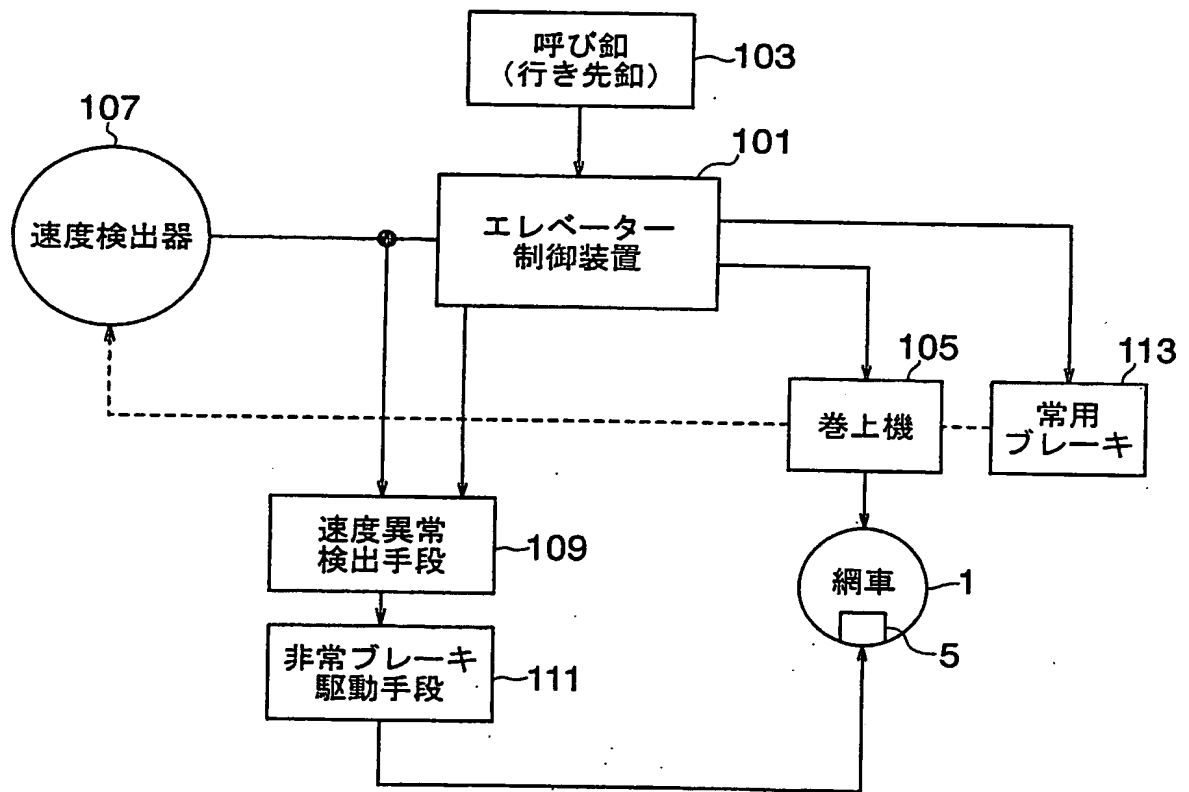 呼び釦
(行き先釦)
103
107
101
速度検出器
エレベーター
制御装置
105
113
巻上機
常用
ブレーキ
速度異常
検出手段
109
綱車
1
5
非常ブレーキ
駆動手段
111